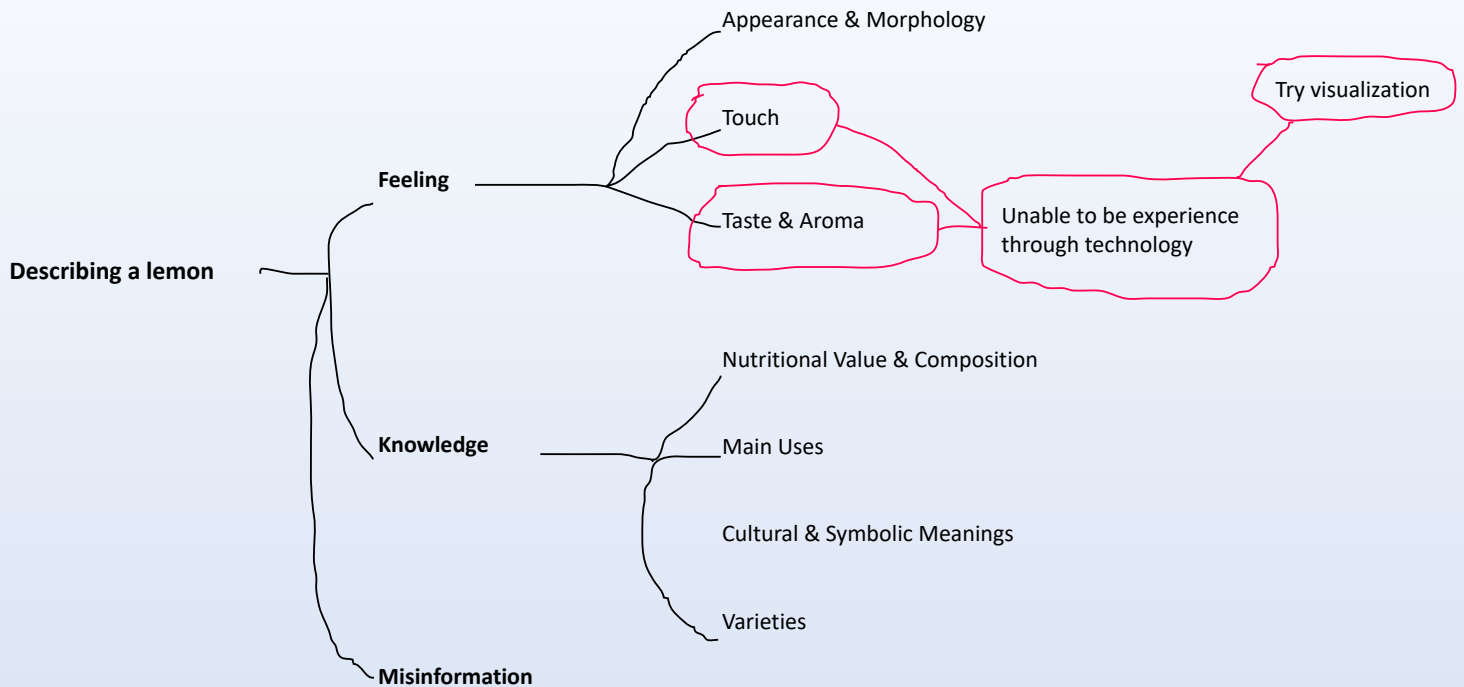 Appearance & Morphology
Try visualization
Touch
Feeling
Taste & Aroma
Unable to be experience
through technology
Describing a lemon
Nutritional Value & Composition
Knowledge
Main Uses
Cultural & Symbolic Meanings
Varieties
Misinformation